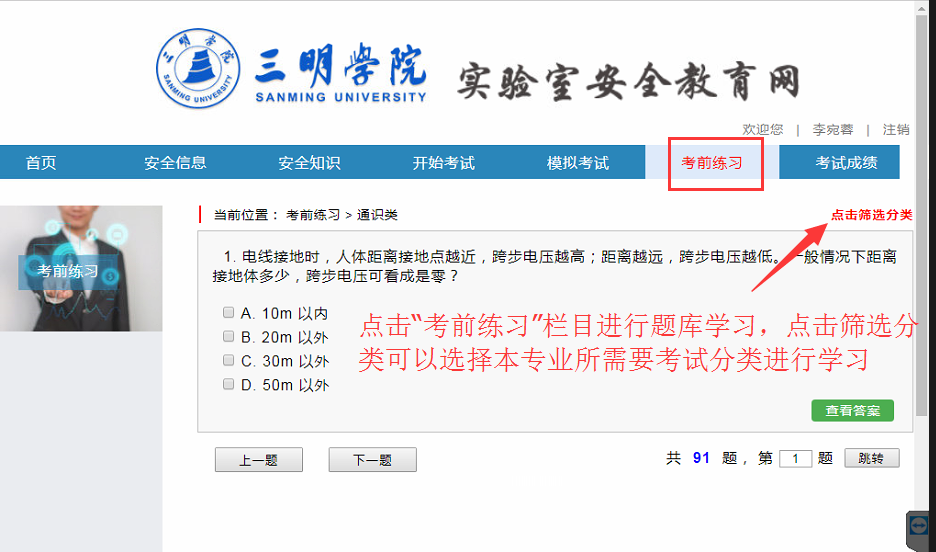 三明学院
SANMING UNIVERSITY
三明学院
SANMING UNIVERSITY
实验室安全教育网
欢迎您 | 李宛蓉 | 注销
首页 安全信息 安全知识 开始考试 模拟考试 考前练习 考试成绩
当前位置： 考前练习 > 通识类
点击筛选分类
考前练习
1. 电线接地时，人体距离接地点越近，跨步电压越高；距离越远，跨步电压越低。一般情况下距离
接地体多少，跨步电压可看成是零？
A. 10m 以内
B. 20m 以外
C. 30m 以外
D. 50m 以外
点击“考前练习”栏目进行题库学习，点击筛选分
类可以选择本专业所需要考试分类进行学习
查看答案
上一题 下一题 共 91 题，第 1 题 跳转